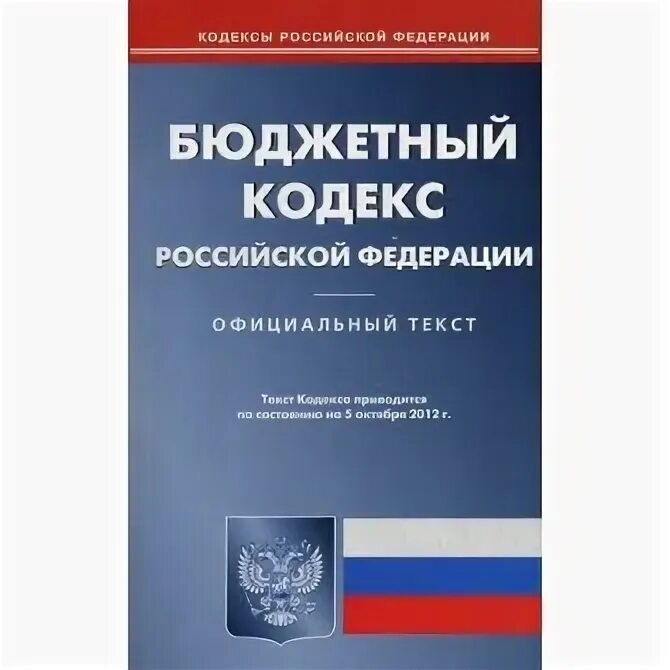 КОДЕКСЫ РОССИЙСКОЙ ФЕДЕРАЦИИ
БЮДЖЕТНЫЙ
КОДЕКС
РОССИЙСКОЙ ФЕДЕРАЦИИ
ОФИЦИАЛЬНЫЙ ТЕКСТ
Текст Кодекса приводится
по состоянию на 5 октября 2012 г.